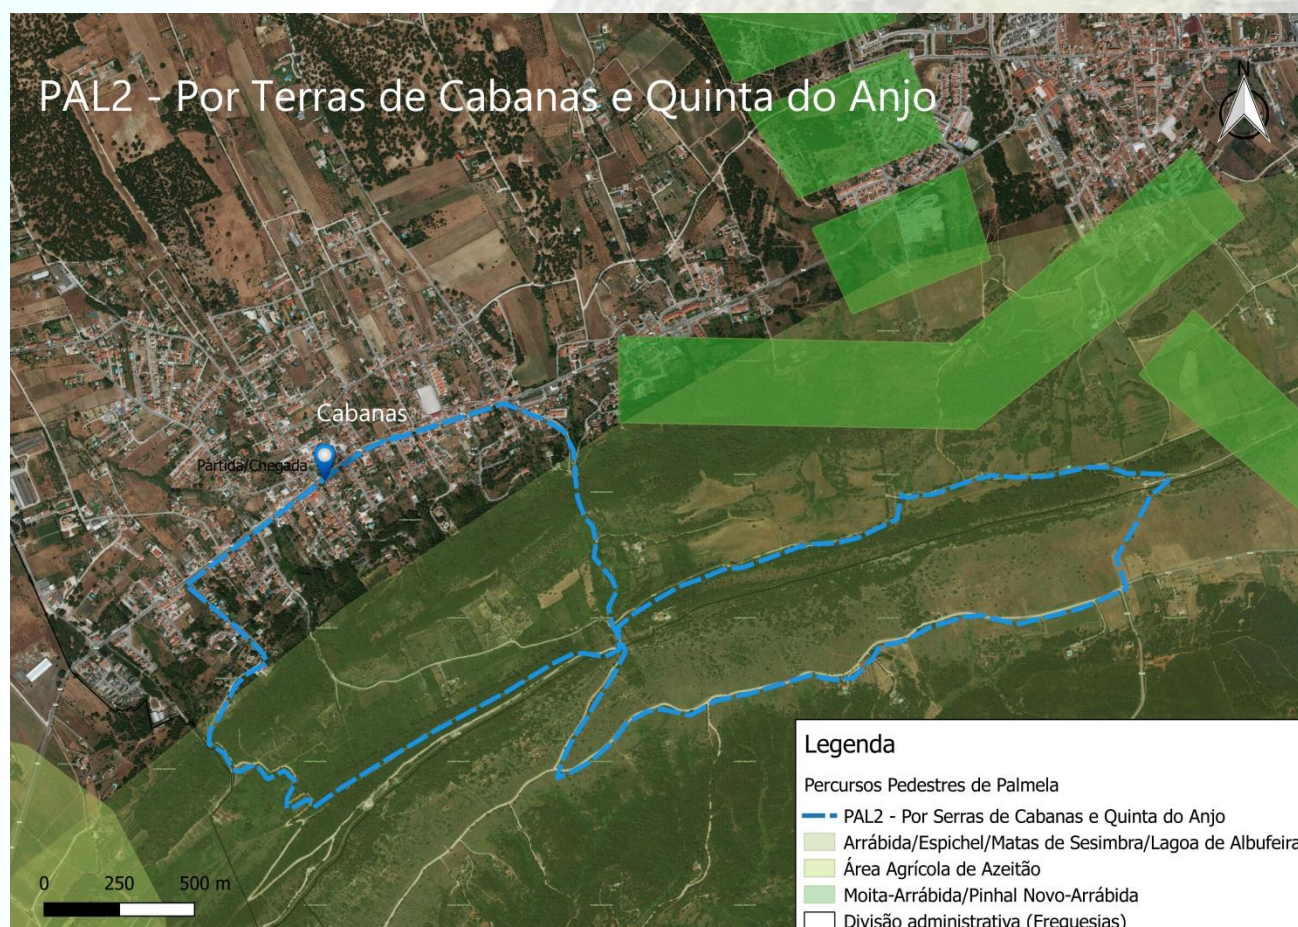 PAL2 - Por Terras de Cabanas e Quinta do Anjo
N
Cabanas
Partida/Chegada
Legenda
Percursos Pedestres de Palmela
PAL2 - Por Serras de Cabanas e Quinta do Anjo
Arrábida/Espichel/Matas de Sesimbra/Lagoa de Albufeira
Área Agrícola de Azeitão
Moita-Arrábida/Pinhal Novo-Arrábida
Divisão administrativa (Freguesias)
0 250 500 m